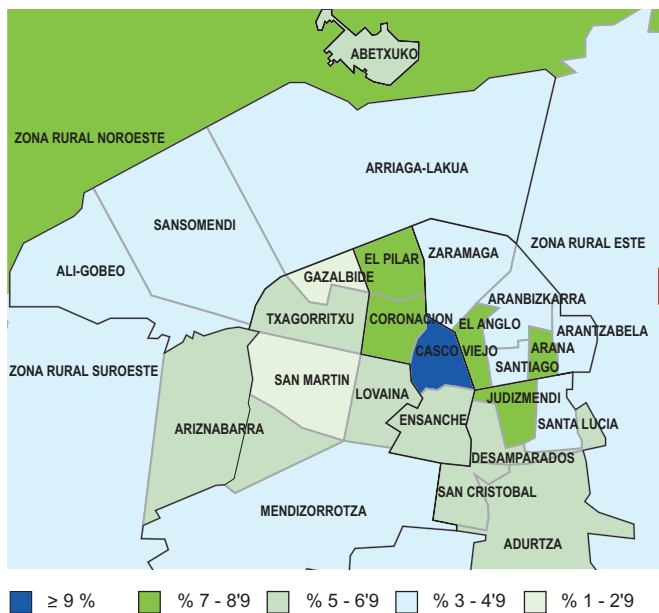 ABETXUKO
ZONA RURAL NOROESTE
ARRIAGA-LAKUA
SANSOMENDI
ZARAMAGA
ZONA RURAL ESTE
EL PILAR
ALI-GOBEO
GAZALBIDE
ARANBIZKARRA
TXAGORRITXU
CORONACION
EL ANGLO
ARANTZABELA
CASCO VIEJO
ARANA
ZONA RURAL SUROESTE
SANTIAGO
SAN MARTIN
LOVAINA
JUDIZMENDI
ENSANCHE
SANTA LUCIA
ARIZNABARRA
DESAMPARADOS
SAN CRISTOBAL
MENDIZORROTZA
ADURTZA
≥ 9 %
% 7 - 8'9
% 5 - 6'9
% 3 - 4'9
% 1 - 2'9